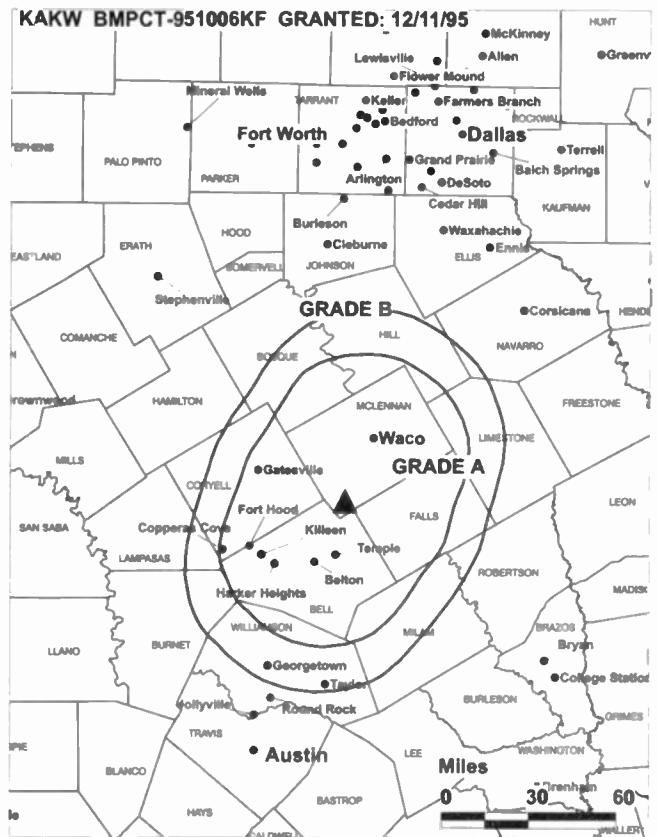 KAKW BMPCT-951006KF GRANTED: 12/11/95
HUNT
McKinney
Lewisville
Allen
Flower Mound
Mineral Wells
TARRANT
Keller
Farmers Branch
ROCKWALL
Fort Worth
Bedford
Dallas
PALO PINTO
PARKER
Grand Prairie
Terrell
Arlington
Balch Springs
DeSoto
Cedar Hill
KAUFMAN
Burleson
HOOD
Waxahachie
ERATH
Cleburne
ELLIS
Ennis
EASTLAND
SOMERVELL
JOHNSON
Stephenville
GRADE B
Corsicana
HILL
COMANCHE
BOSQUE
NAVARRO
HAMILTON
MCLENNAN
FREESTONE
Waco
LIMESTONE
MILLS
Gatesville
GRADE A
CORYELL
LEON
Fort Hood
FALLS
SAN SABA
Copperas Cove
Killeen
LAMPASAS
Temple
ROBERTSON
Harker Heights
Belton
BELL
WILLIAMSON
BRAZOS
LLANO
BURNET
MILAM
Bryan
Georgetown
College Station
Taylor
BURLESON
Jollyville
Round Rock
GRIMES
TRAVIS
WASHINGTON
Austin
LEE
BLANCO
Miles
BASTROP
0 30 60
HAYS